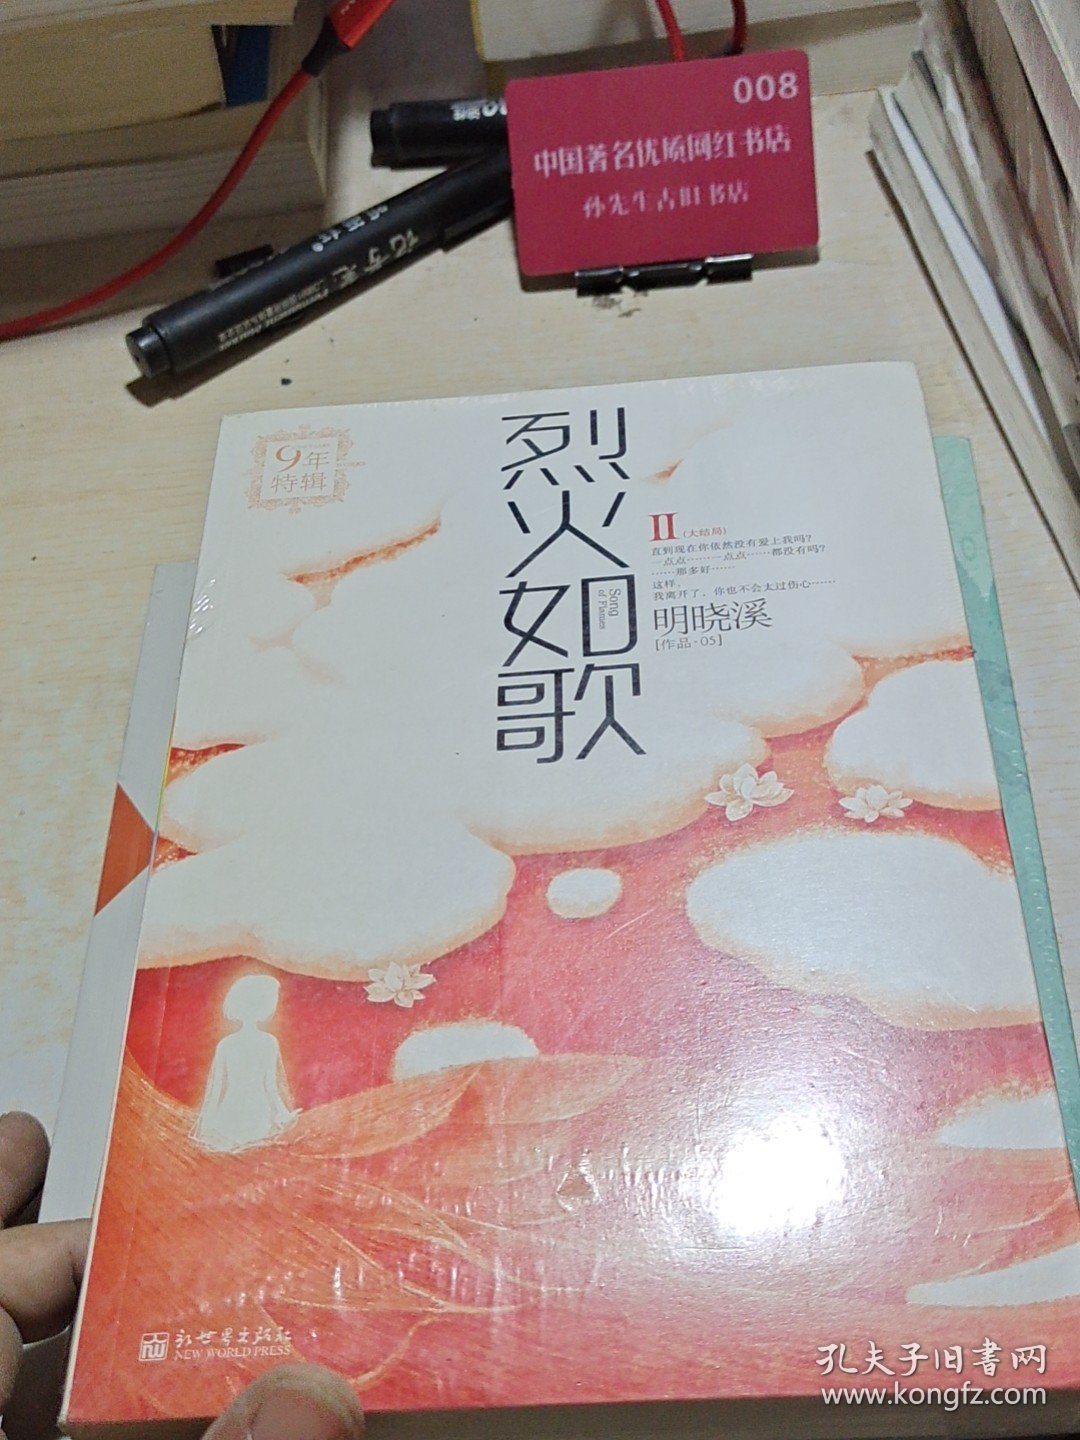 008
中国著名优质网红书店
孙先生古旧书店
记号笔
9年
特辑
烈火如歌
Song
of Flames
II
(大结局)
直到现在你依然没有爱上我吗?
一点点……一点点……都没有吗?
……那多好……
这样,
我离开了，你也不会太过伤心……
明晓溪
[作品·05]
新世界出版社
NEW WORLD PRESS
孔夫子旧書网
www.kongfz.com